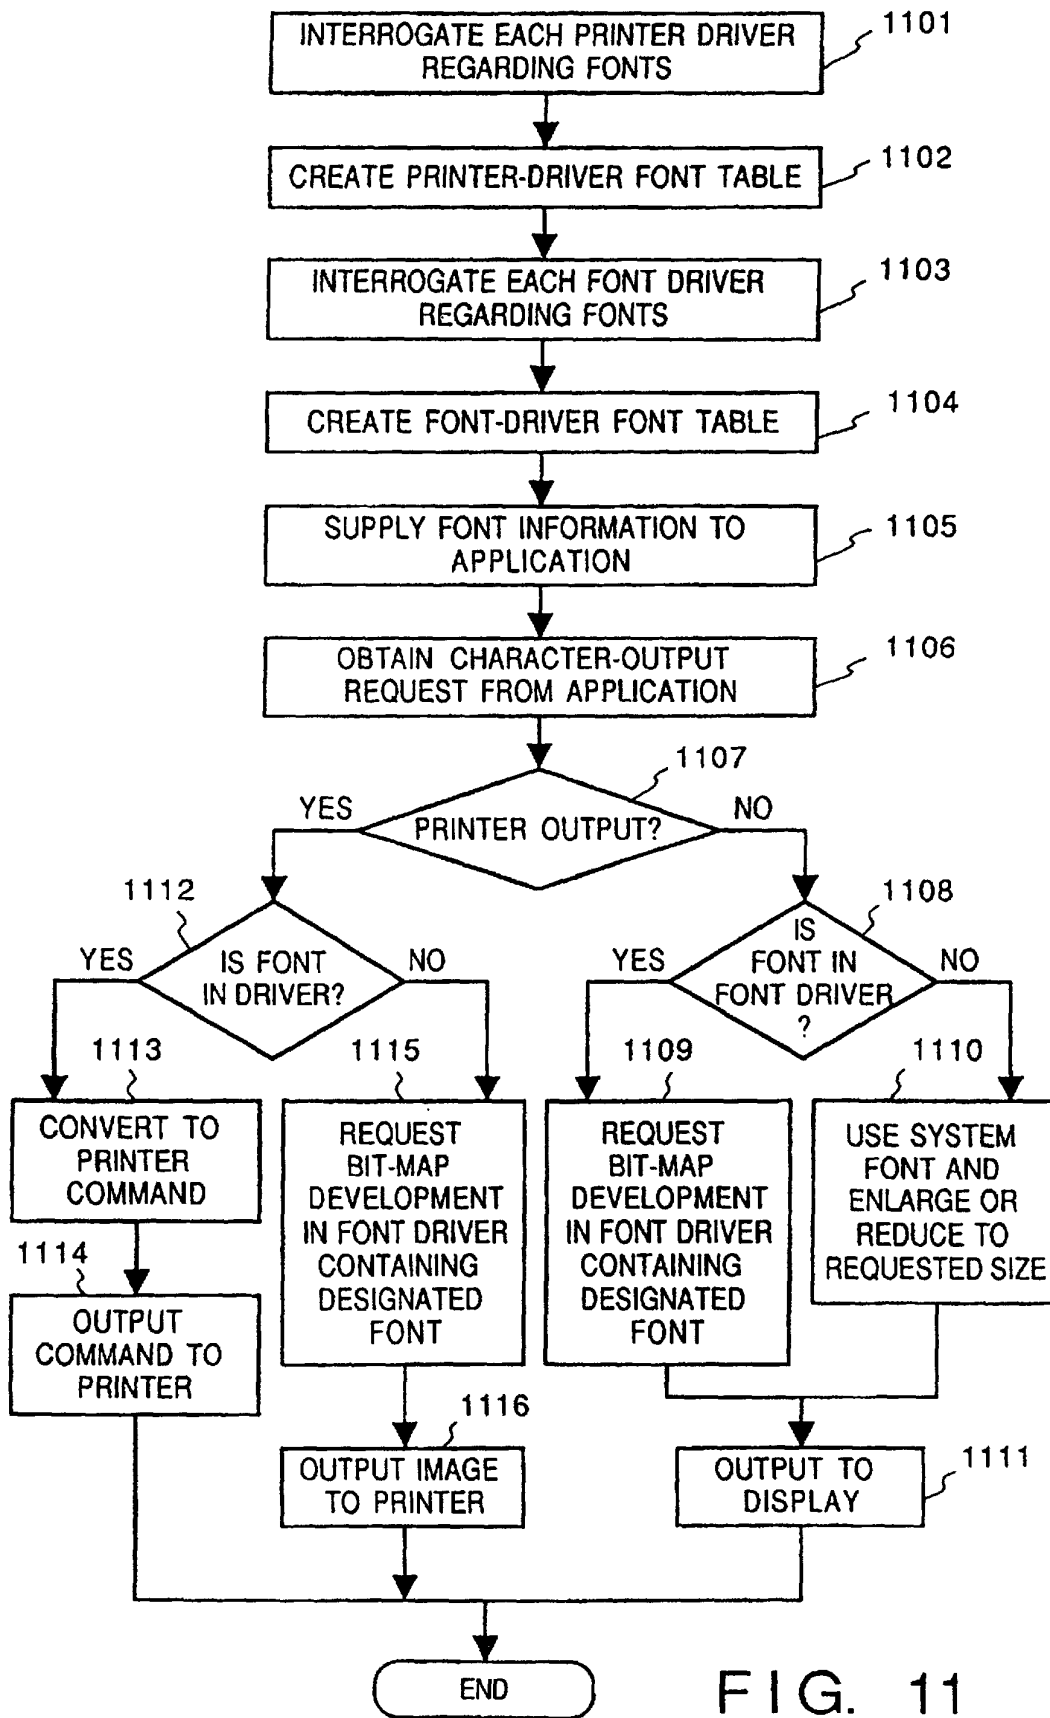 INTERROGATE EACH PRINTER DRIVER
REGARDING FONTS
1101
CREATE PRINTER-DRIVER FONT TABLE
1102
INTERROGATE EACH FONT DRIVER
REGARDING FONTS
1103
CREATE FONT-DRIVER FONT TABLE
1104
SUPPLY FONT INFORMATION TO
APPLICATION
1105
OBTAIN CHARACTER-OUTPUT
REQUEST FROM APPLICATION
1106
1107
YES
PRINTER OUTPUT?
NO
1112
YES
IS FONT
IN DRIVER?
NO
1108
YES
IS
FONT IN
FONT DRIVER
?
NO
1113
CONVERT TO
PRINTER
COMMAND
1114
OUTPUT
COMMAND TO
PRINTER
1115
REQUEST
BIT-MAP
DEVELOPMENT
IN FONT DRIVER
CONTAINING
DESIGNATED
FONT
1109
REQUEST
BIT-MAP
DEVELOPMENT
IN FONT DRIVER
CONTAINING
DESIGNATED
FONT
1110
USE SYSTEM
FONT AND
ENLARGE OR
REDUCE TO
REQUESTED SIZE
1116
OUTPUT IMAGE
TO PRINTER
OUTPUT TO
DISPLAY
1111
END
FIG. 11